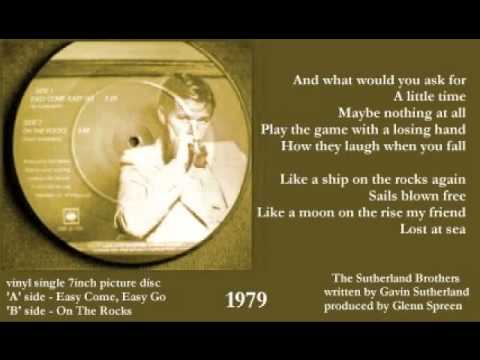 SIDE 1
EASY COME, EASY GO
SIDE 2
ON THE ROCKS
And what would you ask for
A little time
Maybe nothing at all
Play the game with a losing hand
How they laugh when you fall
Like a ship on the rocks again
Sails blown free
Like a moon on the rise my friend
Lost at sea
vinyl single 7inch picture disc
'A' side - Easy Come, Easy Go
'B' side - On The Rocks
1979
The Sutherland Brothers
written by Gavin Sutherland
produced by Glenn Spreen